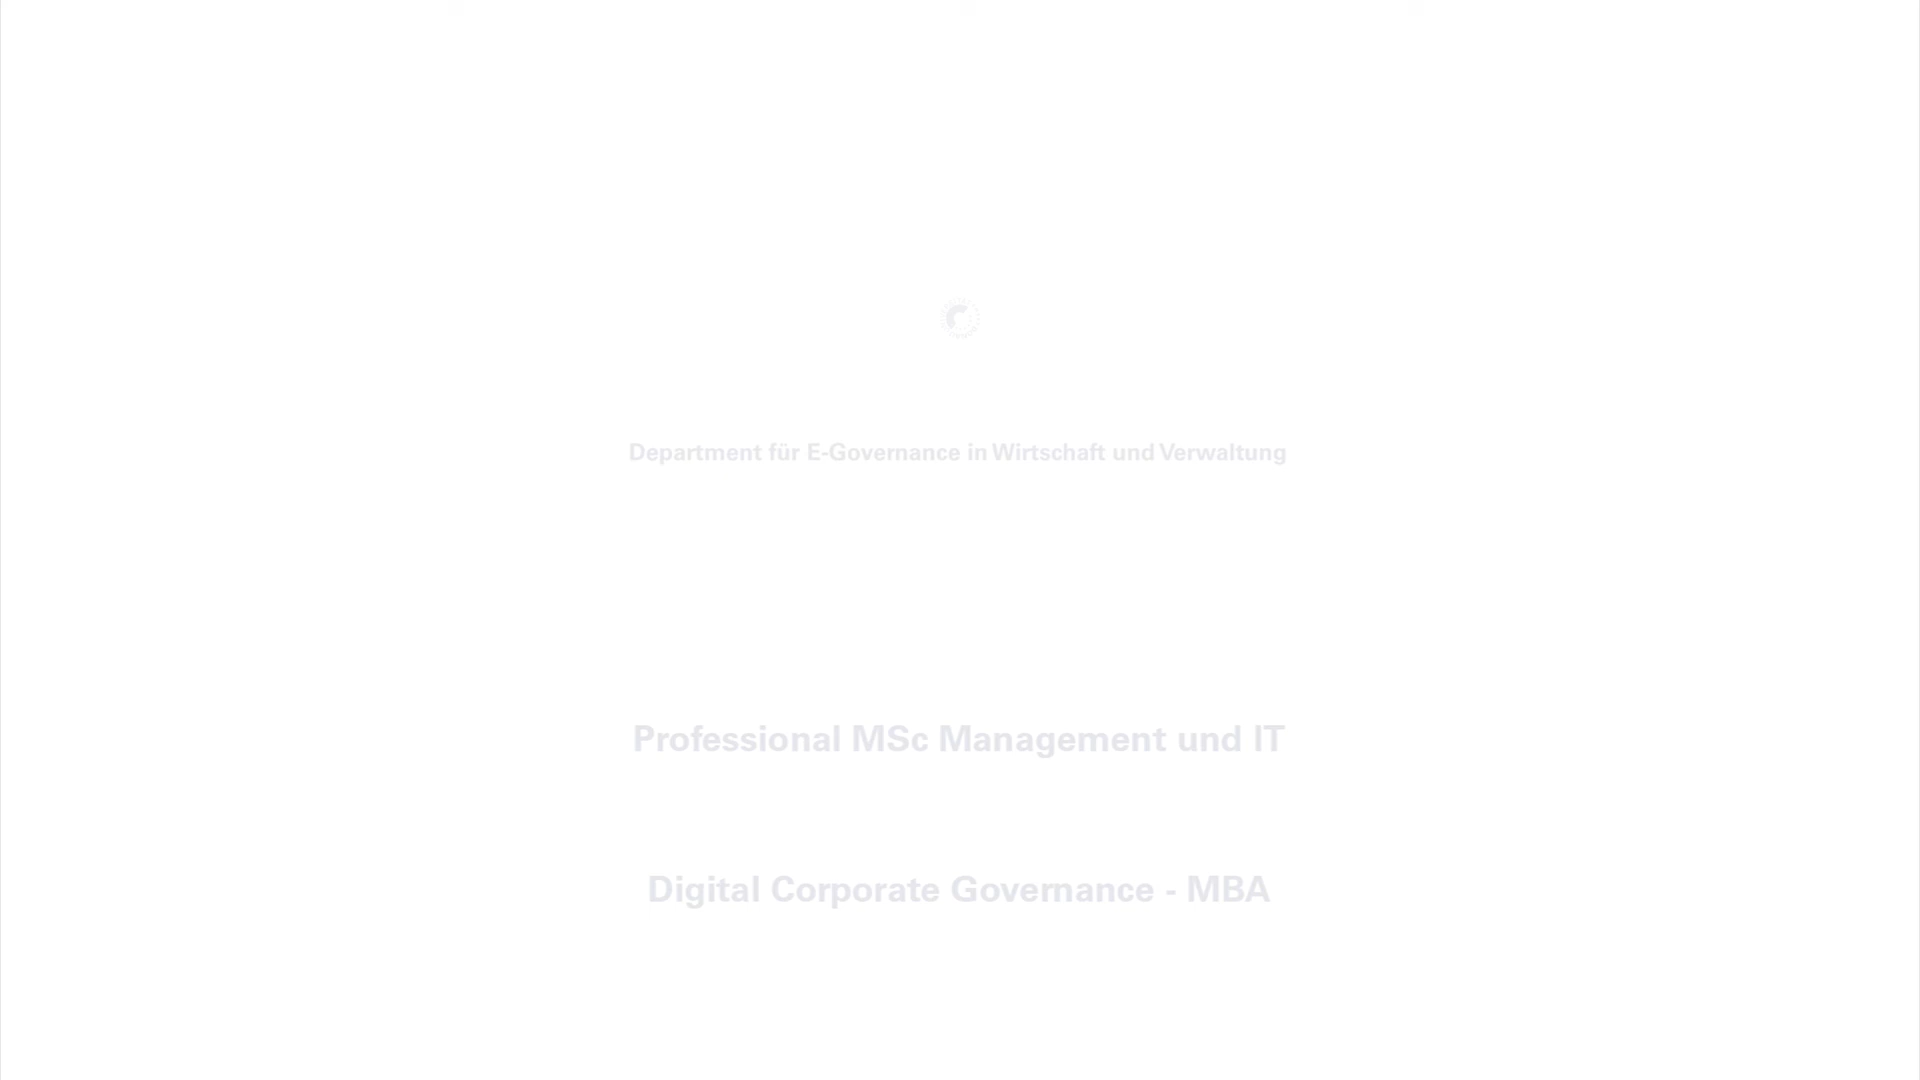 Department für E-Governance in Wirtschaft und Verwaltung
Professional MSc Management und IT
Digital Corporate Governance - MBA